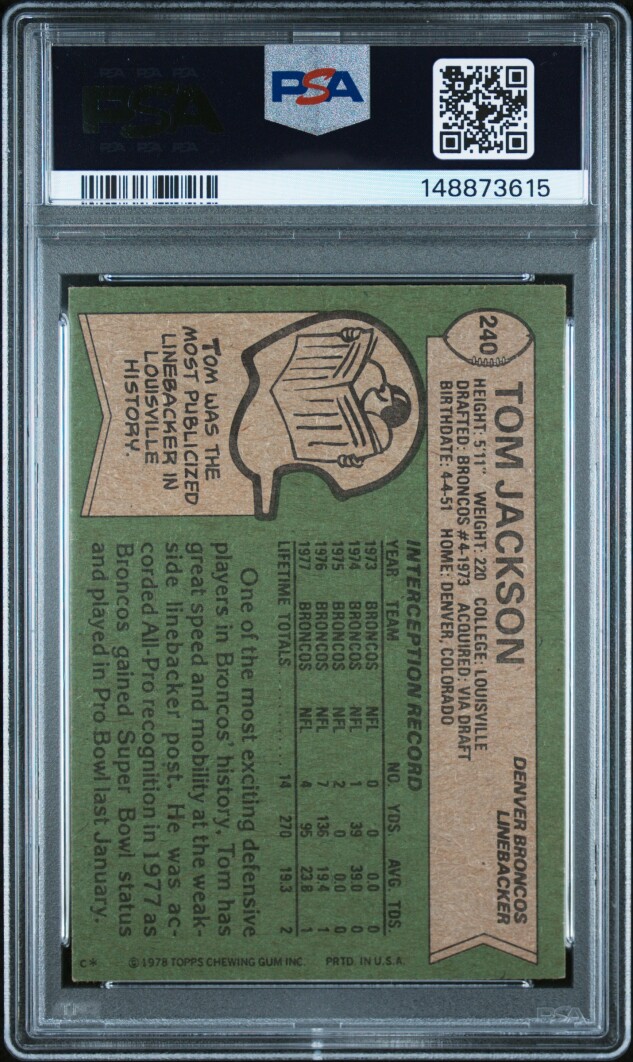 PSA
148873615
240
TOM JACKSON
DENVER BRONCOS
LINEBACKER
HEIGHT: 5'11" WEIGHT: 220 COLLEGE: LOUISVILLE
DRAFTED: BRONCOS #4-1973 ACQUIRED: VIA DRAFT
BIRTHDATE: 4-4-51 HOME: DENVER, COLORADO
TOM WAS THE
MOST PUBLICIZED
LINEBACKER IN
LOUISVILLE
HISTORY.
INTERCEPTION RECORD
YEAR TEAM NO. YDS. AVG. TDS.
1973 BRONCOS NFL 0 0 0.0 0
1974 BRONCOS NFL 1 39 39.0 0
1975 BRONCOS NFL 2 0 0.0 0
1976 BRONCOS NFL 7 136 19.4 1
1977 BRONCOS NFL 4 95 23.8 1
LIFETIME TOTALS 14 270 19.3 2
One of the most exciting defensive
players in Broncos' history, Tom has
great speed and mobility at the weak-
side linebacker post. He was ac-
corded All-Pro recognition in 1977 as
Broncos gained Super Bowl status
and played in Pro Bowl last January.
C* © 1978 TOPPS CHEWING GUM INC. PRTD. IN U.S.A.
PSA